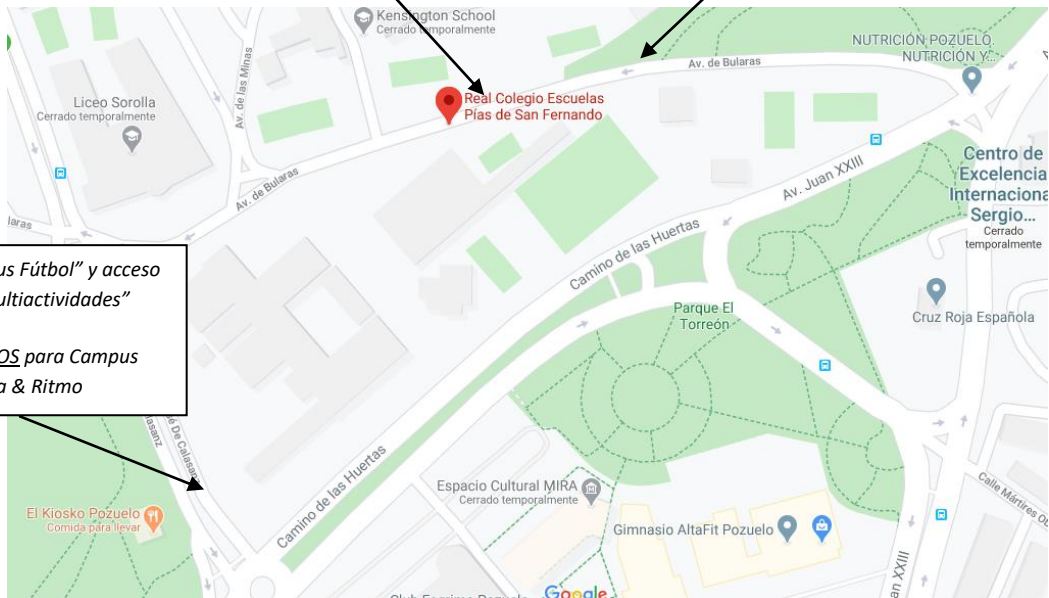 Kensington School
Cerrado temporalmente
NUTRICIÓN POZUELO.
NUTRICIÓN Y...
Av. de Bularas
Av. de las Minas
Liceo Sorolla
Cerrado temporalmente
Real Colegio Escuelas
Pías de San Fernando
Centro de
Excelencia
Internaciona
Sergio...
Cerrado
temporalmente
Av. Juan XXIII
Av. de Bularas
laras
Camino de las Huertas
us Fútbol” y acceso
ultiactividades”
OS para Campus
a & Ritmo
Parque El
Torreón
Cruz Roja Española
Camino de las Huertas
Espacio Cultural MIRA
Cerrado temporalmente
El Kiosko Pozuelo
Comida para llevar
Gimnasio AltaFit Pozuelo
Calle Mártires
an XXIII
Google